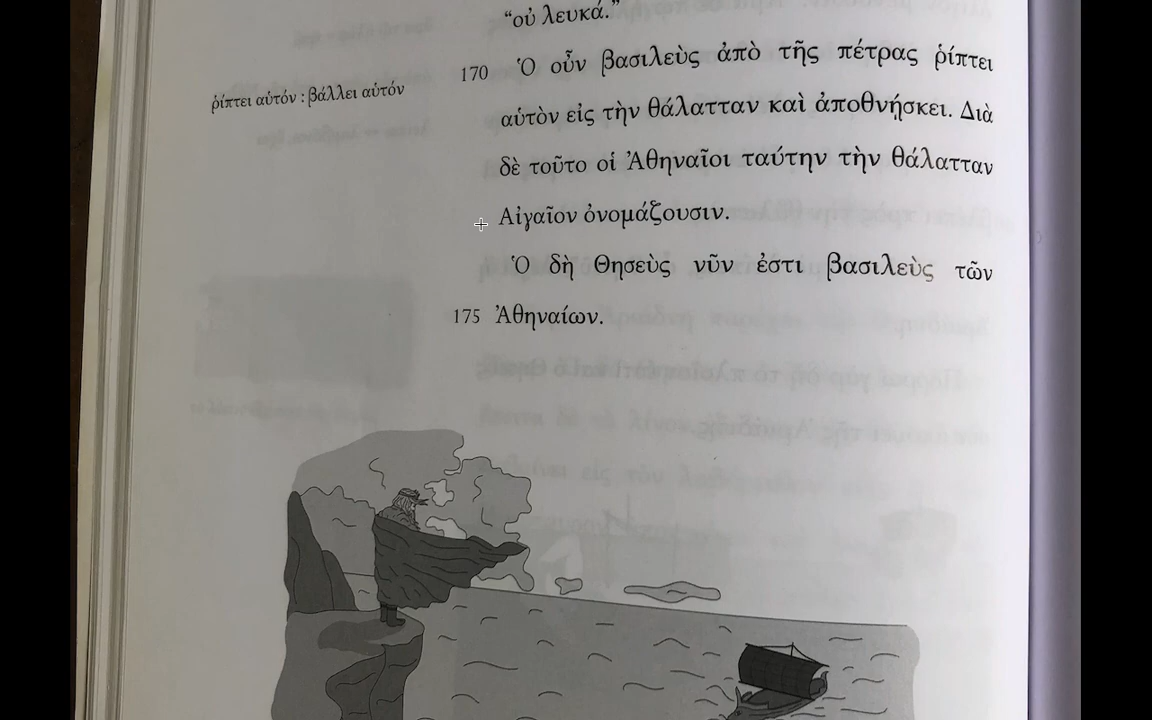 “οὐ λευκά.”
170 Ὁ οὖν βασιλεὺς ἀπὸ τῆς πέτρας ῥίπτει
ῥίπτει αὐτόν : βάλλει αὐτόν
αὐτὸν εἰς τὴν θάλατταν καὶ ἀποθνῄσκει. Διὰ
δὲ τοῦτο οἱ Ἀθηναῖοι ταύτην τὴν θάλατταν
Αἰγαῖον ὀνομάζουσιν.
Ὁ δὴ Θησεὺς νῦν ἐστι βασιλεὺς τῶν
175 Ἀθηναίων.